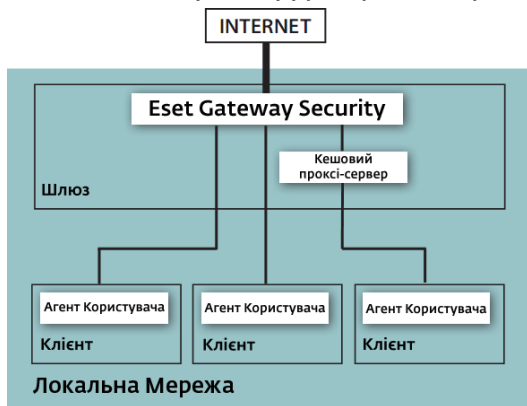 INTERNET
Eset Gateway Security
Кешовий
проксі-сервер
Шлюз
Агент Користувача
Агент Користувача
Агент Користувача
Клієнт
Клієнт
Клієнт
Локальна Мережа